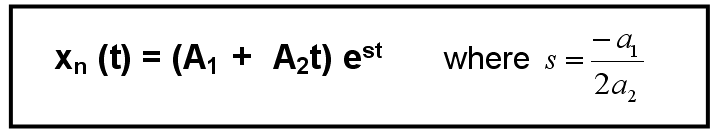 xₙ (t) = (A₁ + A₂t) eˢᵗ where s = −a₁ / 2a₂